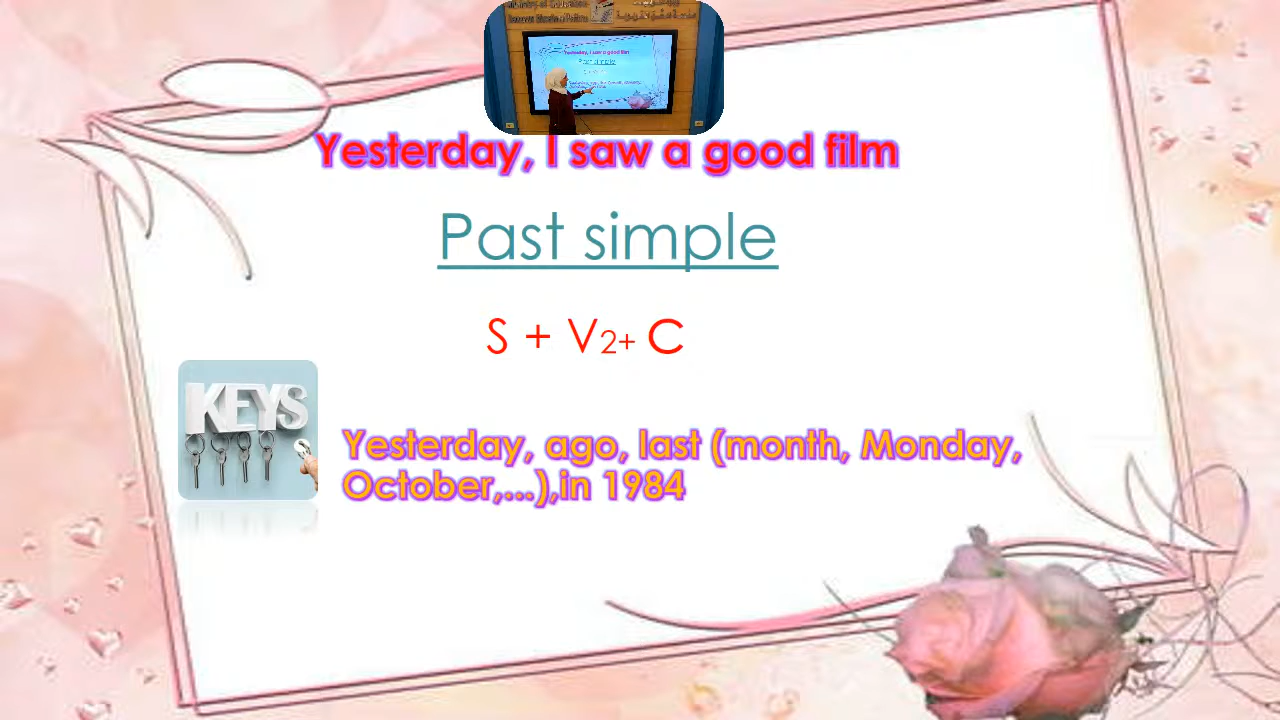 Yesterday, I saw a good film
Past simple
S + V2+ C
KEYS
Yesterday, ago, last (month, Monday,
October,...),in 1984